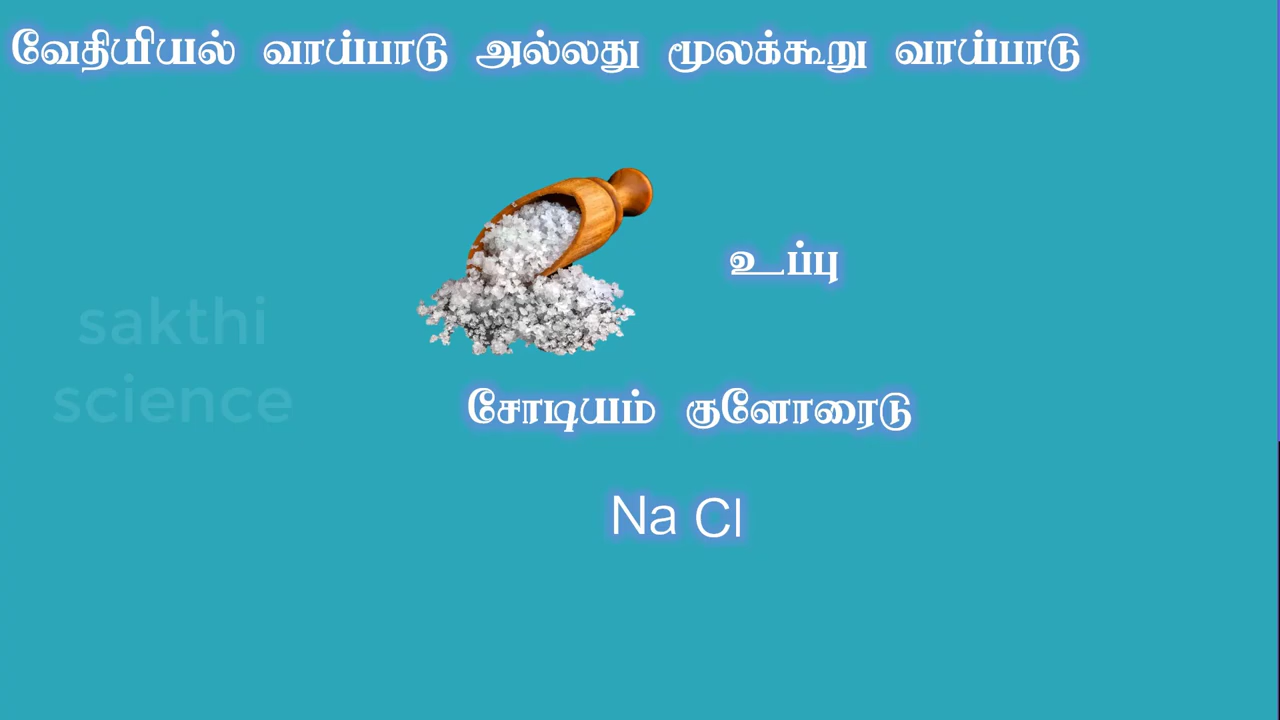 வேதியியல் வாய்பாடு அல்லது மூலக்கூறு வாய்பாடு
உப்பு
sakthi
science
சோடியம் குளோரைடு
Na Cl